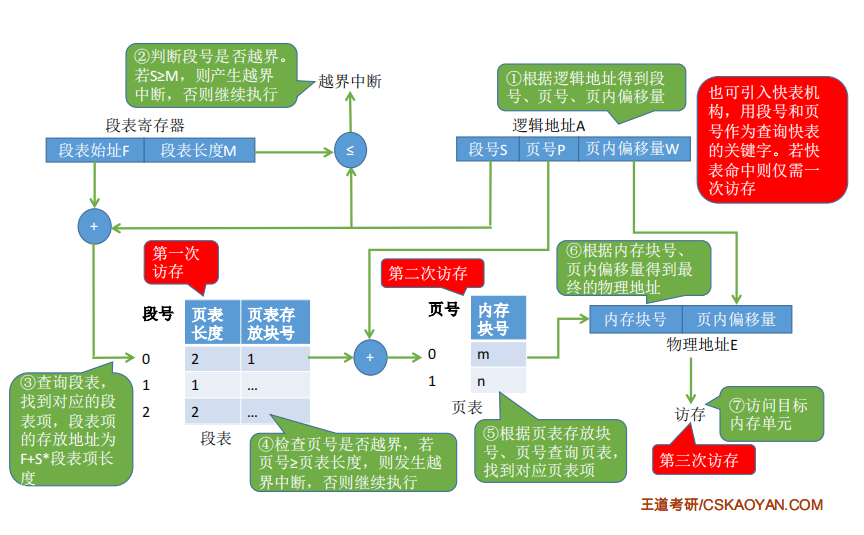 ②判断段号是否越界。
若S≥M，则产生越界
中断，否则继续执行
越界中断
①根据逻辑地址得到段
号、页号、页内偏移量
也可引入快表机
构，用段号和页
号作为查询快表
的关键字。若快
表命中则仅需一
次访存
段表寄存器
段表始址F 段表长度M
≤
逻辑地址A
段号S 页号P 页内偏移量W
+
第一次
访存
第二次访存
⑥根据内存块号、
页内偏移量得到最
终的物理地址
段号 页表长度 页表存放块号
0 2 1
1 1 …
2 2 …
段表
+
页号 内存块号
0 m
1 n
页表
内存块号 页内偏移量
物理地址E
③查询段表，
找到对应的段
表项，段表项
的存放地址为
F+S*段表项长
度
④检查页号是否越界，若
页号≥页表长度，则发生越
界中断，否则继续执行
⑤根据页表存放块
号、页号查询页表，
找到对应页表项
访存
⑦访问目标
内存单元
第三次访存
王道考研/CSKAOYAN.COM